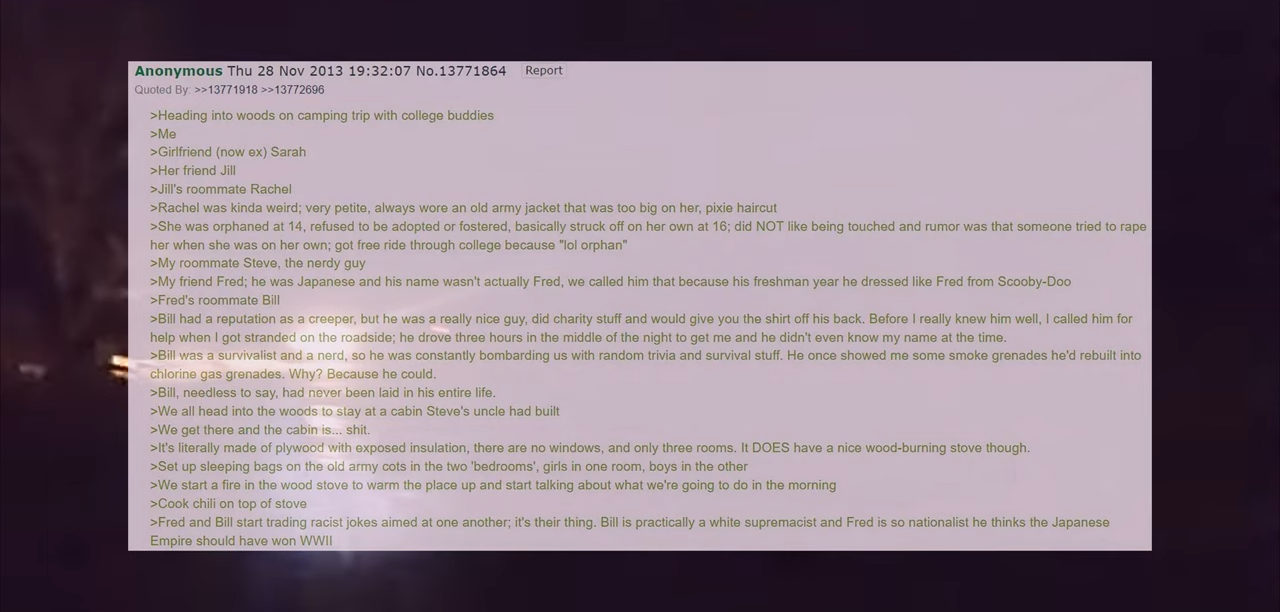 Anonymous Thu 28 Nov 2013 19:32:07 No.13771864 Report
Quoted By: >>13771918 >>13772696
>Heading into woods on camping trip with college buddies
>Me
>Girlfriend (now ex) Sarah
>Her friend Jill
>Jill's roommate Rachel
>Rachel was kinda weird; very petite, always wore an old army jacket that was too big on her, pixie haircut
>She was orphaned at 14, refused to be adopted or fostered, basically struck off on her own at 16; did NOT like being touched and rumor was that someone tried to rape
her when she was on her own; got free ride through college because "lol orphan"
>My roommate Steve, the nerdy guy
>My friend Fred; he was Japanese and his name wasn't actually Fred, we called him that because his freshman year he dressed like Fred from Scooby-Doo
>Fred's roommate Bill
>Bill had a reputation as a creeper, but he was a really nice guy, did charity stuff and would give you the shirt off his back. Before I really knew him well, I called him for
help when I got stranded on the roadside; he drove three hours in the middle of the night to get me and he didn't even know my name at the time.
>Bill was a survivalist and a nerd, so he was constantly bombarding us with random trivia and survival stuff. He once showed me some smoke grenades he'd rebuilt into
chlorine gas grenades. Why? Because he could.
>Bill, needless to say, had never been laid in his entire life.
>We all head into the woods to stay at a cabin Steve's uncle had built
>We get there and the cabin is... shit.
>It's literally made of plywood with exposed insulation, there are no windows, and only three rooms. It DOES have a nice wood-burning stove though.
>Set up sleeping bags on the old army cots in the two 'bedrooms', girls in one room, boys in the other
>We start a fire in the wood stove to warm the place up and start talking about what we're going to do in the morning
>Cook chili on top of stove
>Fred and Bill start trading racist jokes aimed at one another; it's their thing. Bill is practically a white supremacist and Fred is so nationalist he thinks the Japanese
Empire should have won WWII